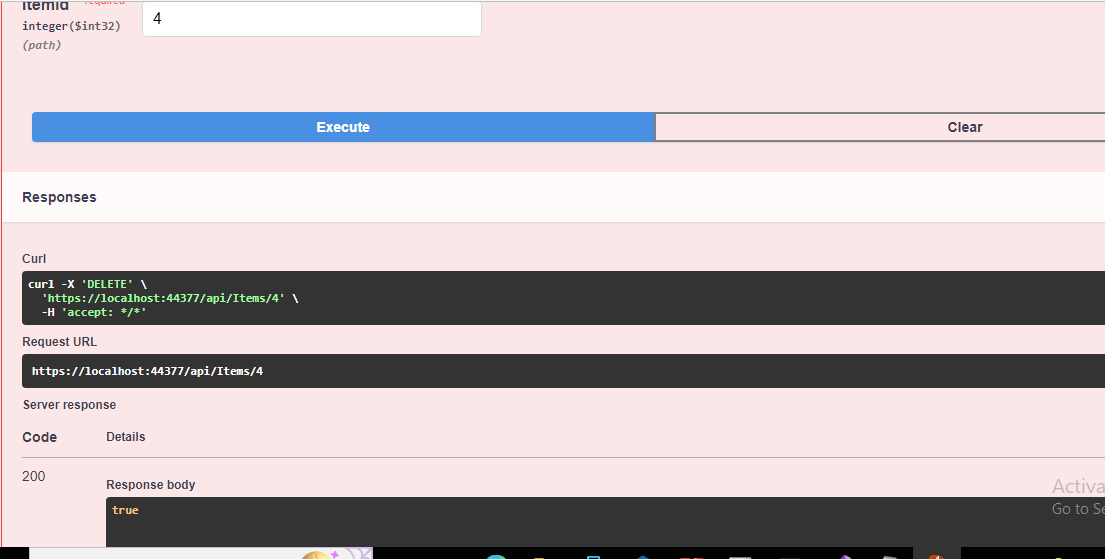 itemId required
4
integer($int32)
(path)
Execute Clear
Responses
Curl
curl -X 'DELETE' \
'https://localhost:44377/api/Items/4' \
-H 'accept: */*'
Request URL
https://localhost:44377/api/Items/4
Server response
Code Details
200
Response body
true
Activa
Go to Se